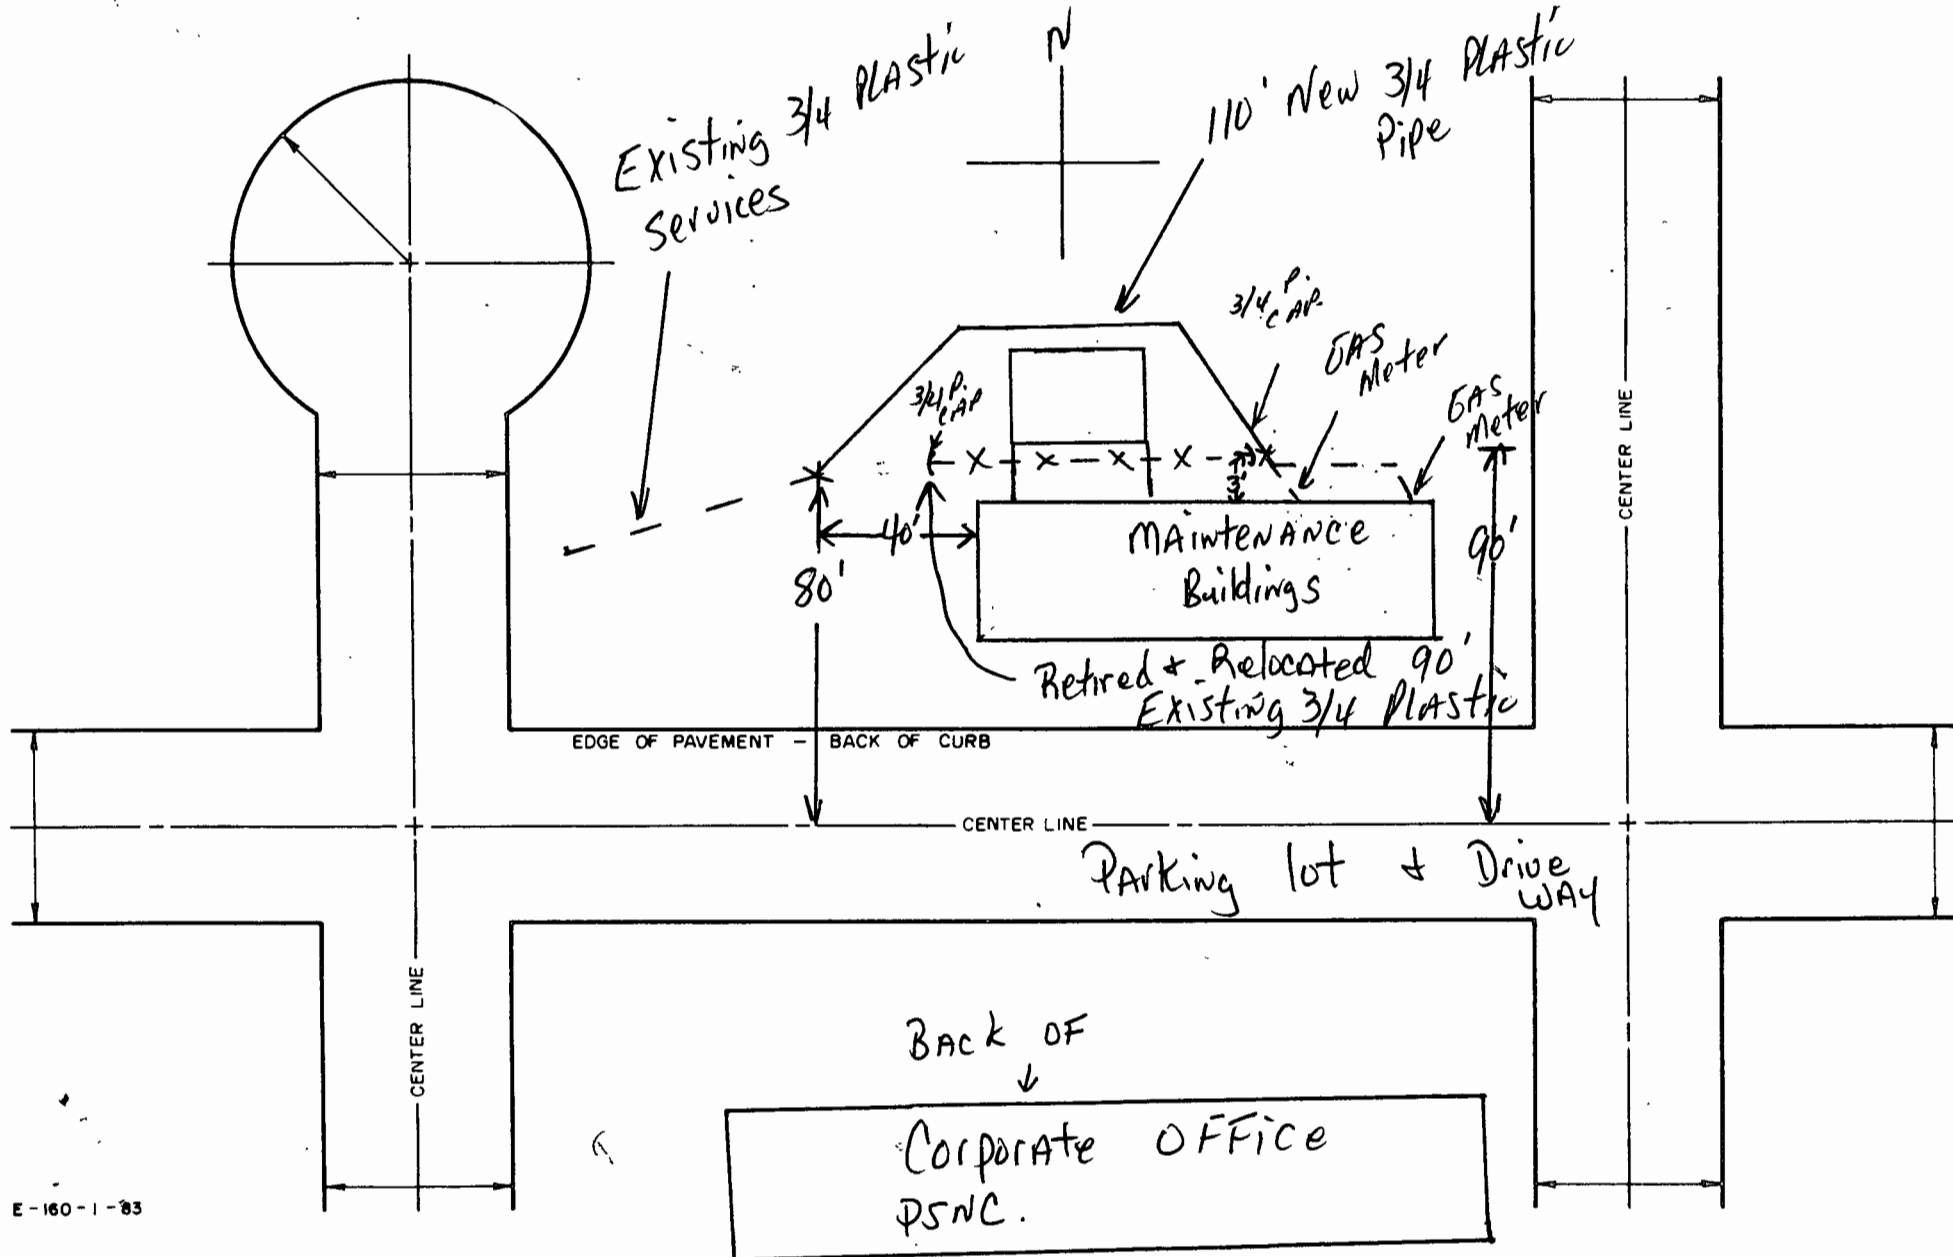 N
Existing 3/4 PLAstic
Services
110' New 3/4 PLAstic
Pipe
3/4 P.
CAP.
GAS
Meter
GAS
Meter
3/4 P.
CAP
3'
40'
80'
90'
MAintenANCe
Buildings
Retired & Relocated 90'
Existing 3/4 PLAstic
EDGE OF PAVEMENT - BACK OF CURB
CENTER LINE
CENTER LINE
PArking lot & Drive
WAY
CENTER LINE
BACk OF
CorporAte OFFice
PSNC.
E-160-1-83